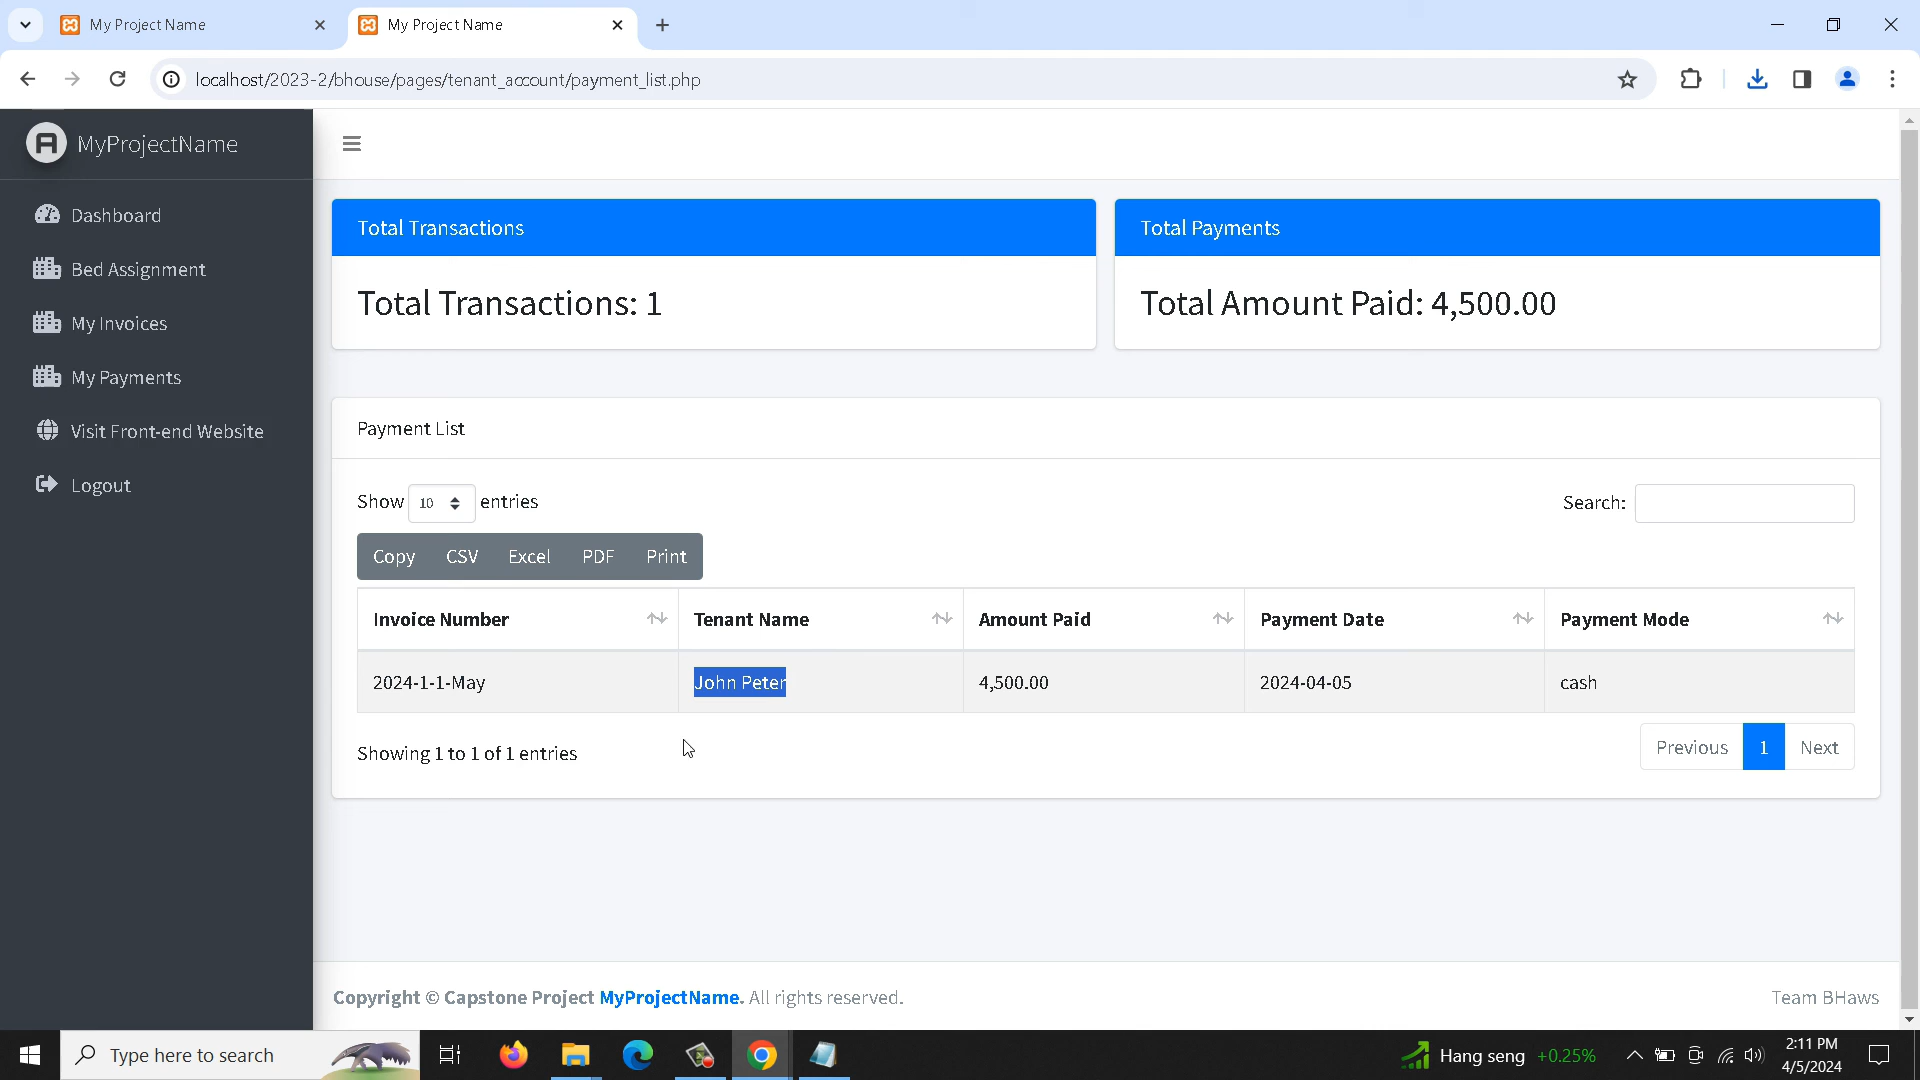 My Project Name
My Project Name
localhost/2023-2/bhouse/pages/tenant_account/payment_list.php
MyProjectName
Dashboard
Bed Assignment
My Invoices
My Payments
Visit Front-end Website
Logout
Total Transactions
Total Transactions: 1
Total Payments
Total Amount Paid: 4,500.00
Payment List
Show 10 entries
Search:
Copy CSV Excel PDF Print
Invoice Number Tenant Name Amount Paid Payment Date Payment Mode
2024-1-1-May John Peter 4,500.00 2024-04-05 cash
Showing 1 to 1 of 1 entries
Previous 1 Next
Copyright © Capstone Project MyProjectName. All rights reserved.
Team BHaws
Type here to search
Hang seng +0.25%
2:11 PM
4/5/2024